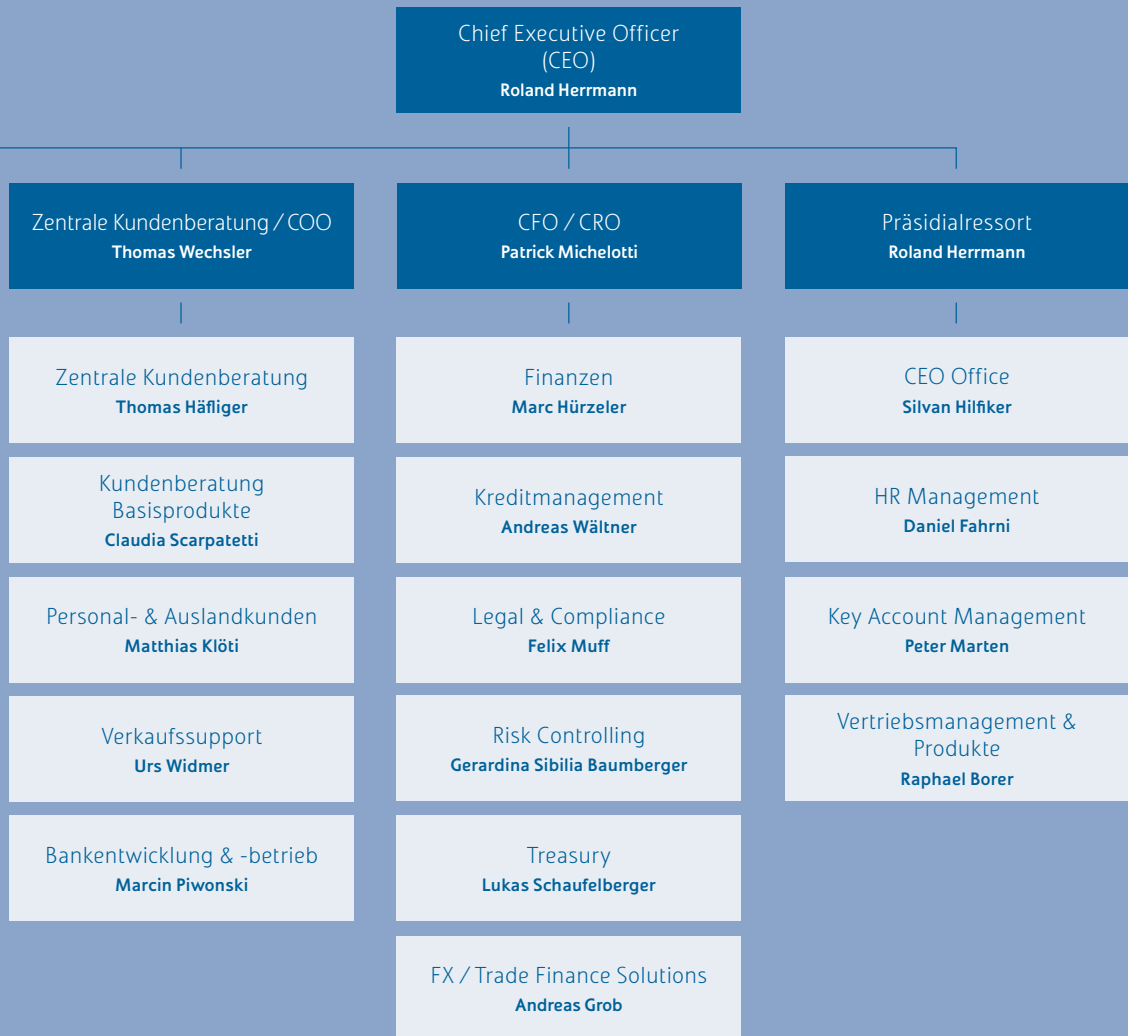 Chief Executive Officer
(CEO)
Roland Herrmann
Zentrale Kundenberatung / COO
Thomas Wechsler
CFO / CRO
Patrick Michelotti
Präsidialressort
Roland Herrmann
Zentrale Kundenberatung
Thomas Häfliger
Kundenberatung
Basisprodukte
Claudia Scarpatetti
Personal- & Auslandkunden
Matthias Klöti
Verkaufssupport
Urs Widmer
Bankentwicklung & -betrieb
Marcin Piwonski
Finanzen
Marc Hürzeler
Kreditmanagement
Andreas Wältner
Legal & Compliance
Felix Muff
Risk Controlling
Gerardina Sibilia Baumberger
Treasury
Lukas Schaufelberger
FX / Trade Finance Solutions
Andreas Grob
CEO Office
Silvan Hilfiker
HR Management
Daniel Fahrni
Key Account Management
Peter Marten
Vertriebsmanagement &
Produkte
Raphael Borer